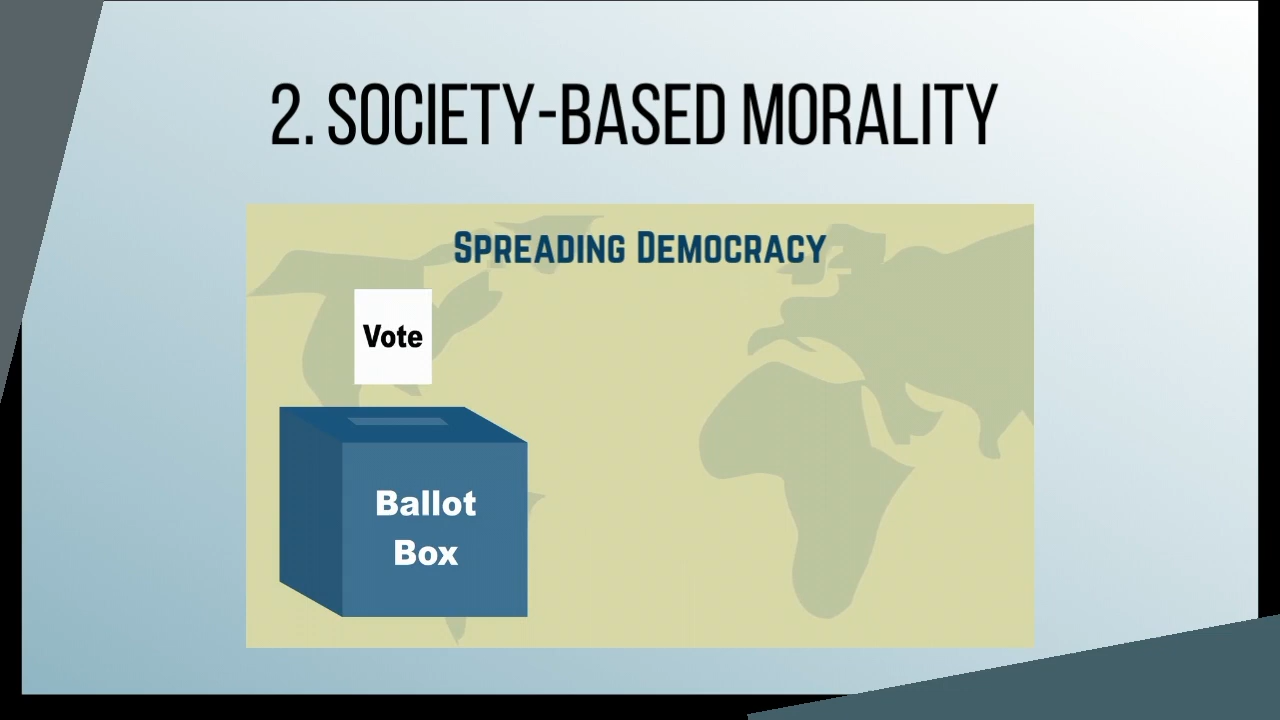 2. SOCIETY-BASED MORALITY
SPREADING DEMOCRACY
Vote
Ballot
Box